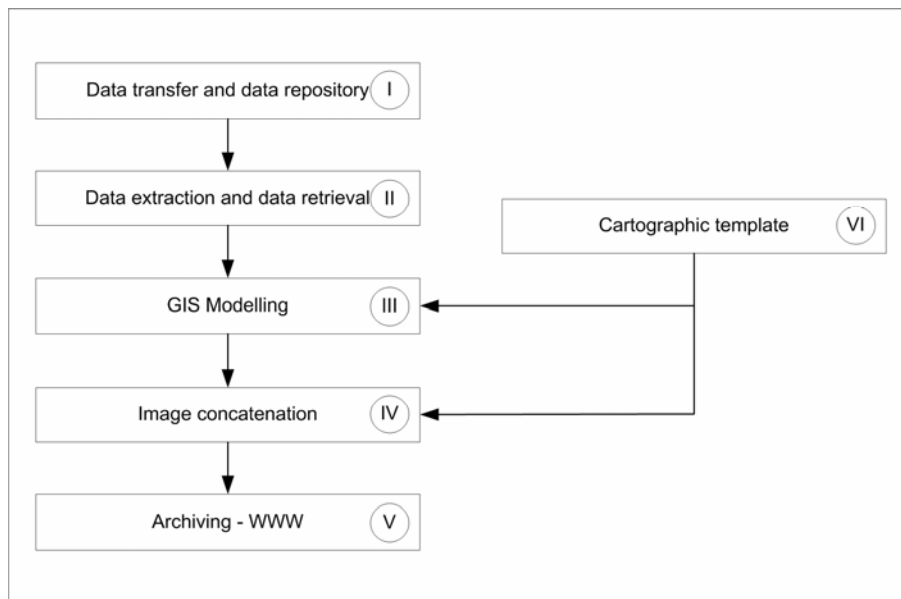 Data transfer and data repository I
Data extraction and data retrieval II
Cartographic template VI
GIS Modelling III
Image concatenation IV
Archiving - WWW V